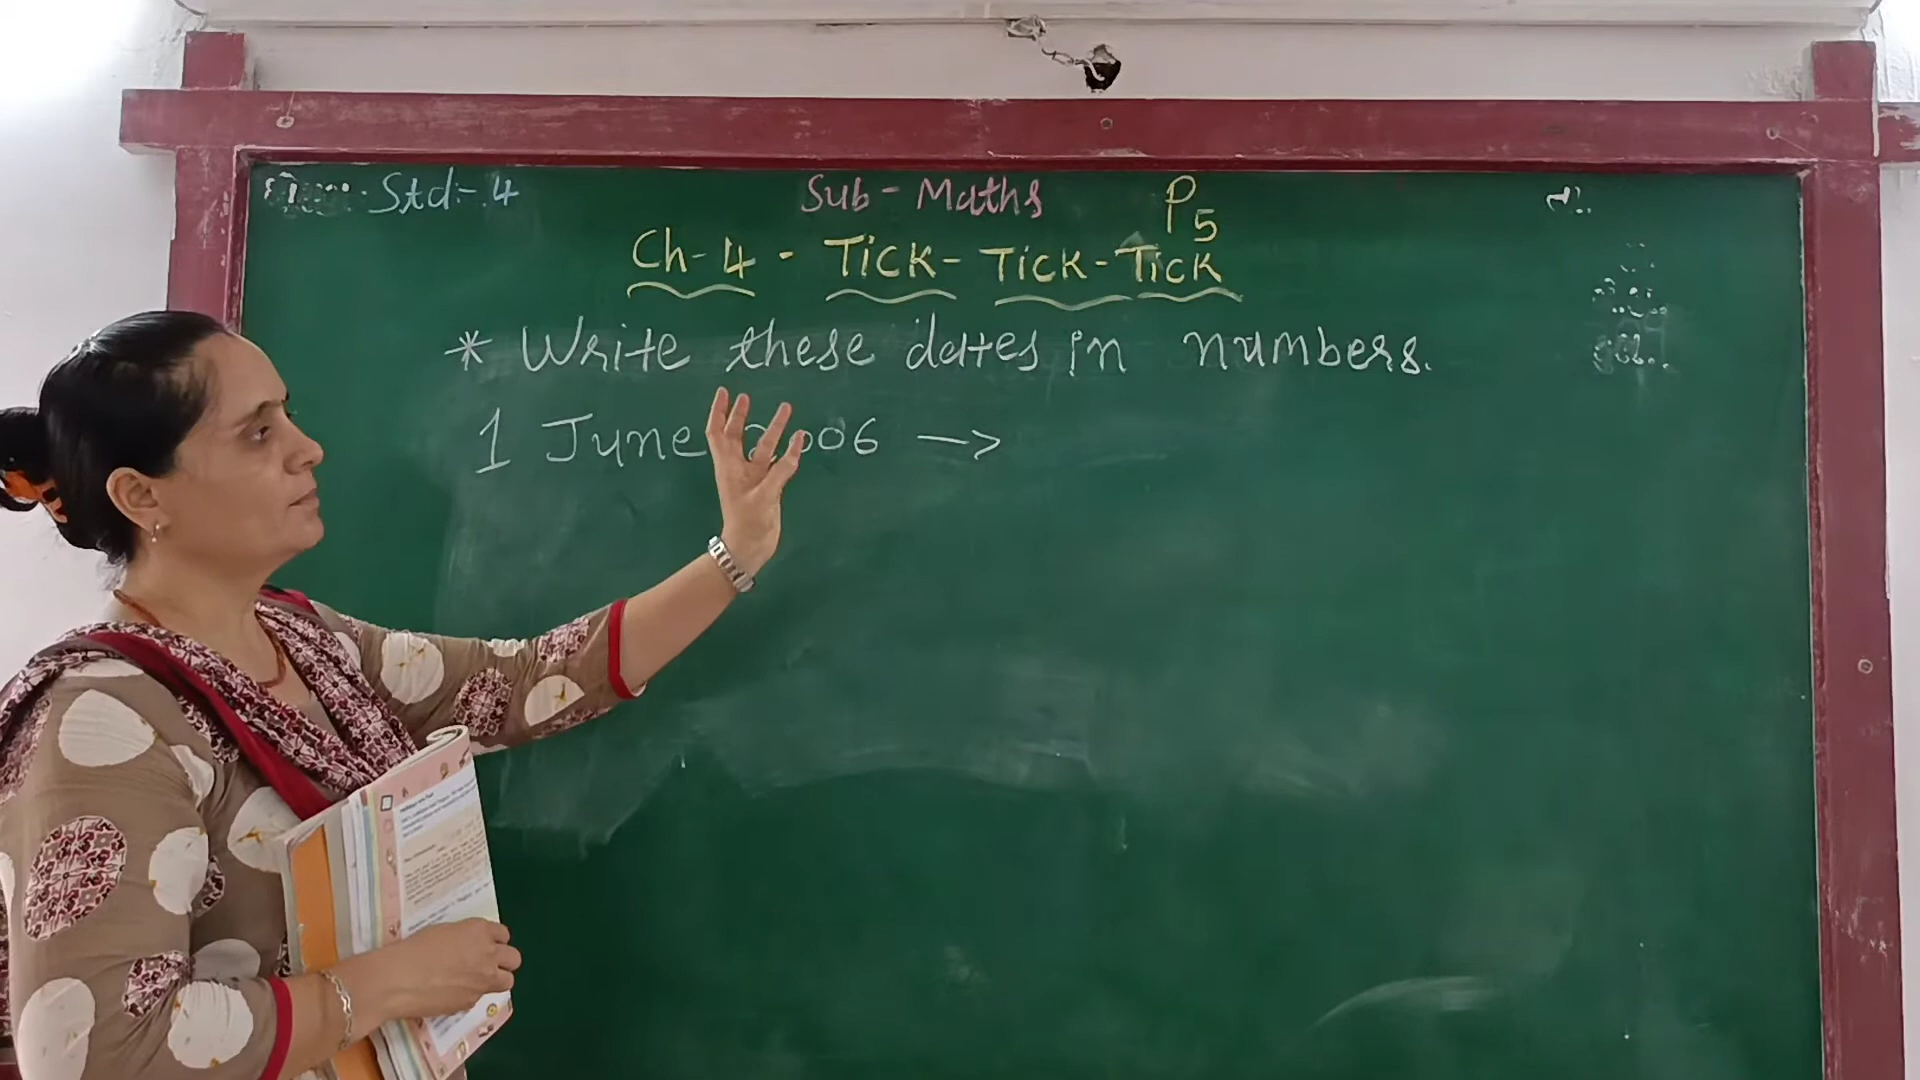 Std:- 4
Sub - Maths
P5
Ch-4 - Tick - Tick - Tick
* Write these dates in numbers.
1 June 2006 →